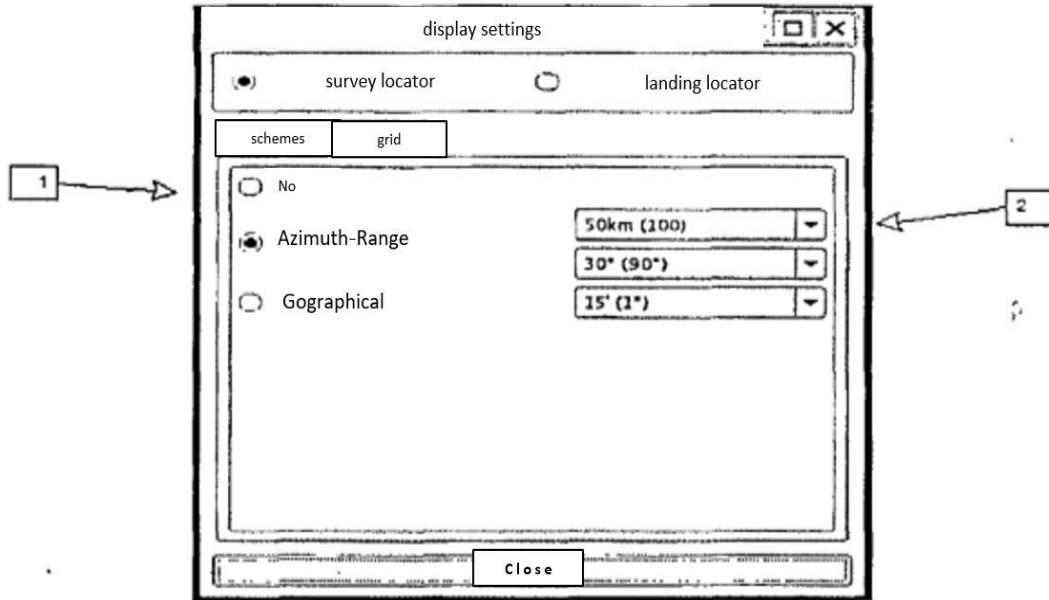 display settings
survey locator landing locator
schemes grid
1
No
2
50km (100)
Azimuth-Range
30° (90°)
Gographical 15' (1°)
Close